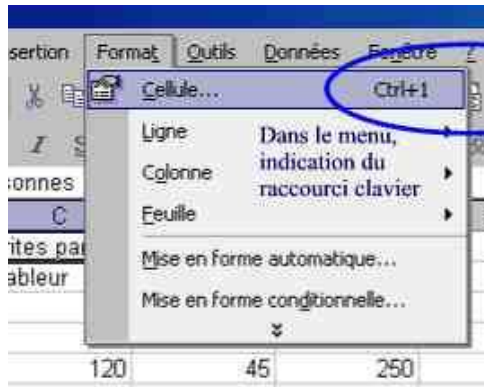 sertion Format Outils Données Fenêtre ?
Cellule... Ctrl+1
I S
Ligne
Dans le menu,
indication du
raccourci clavier
Colonne
Feuille
onnes
C
ites par
ableur
Mise en forme automatique...
Mise en forme conditionnelle...
120 45 250